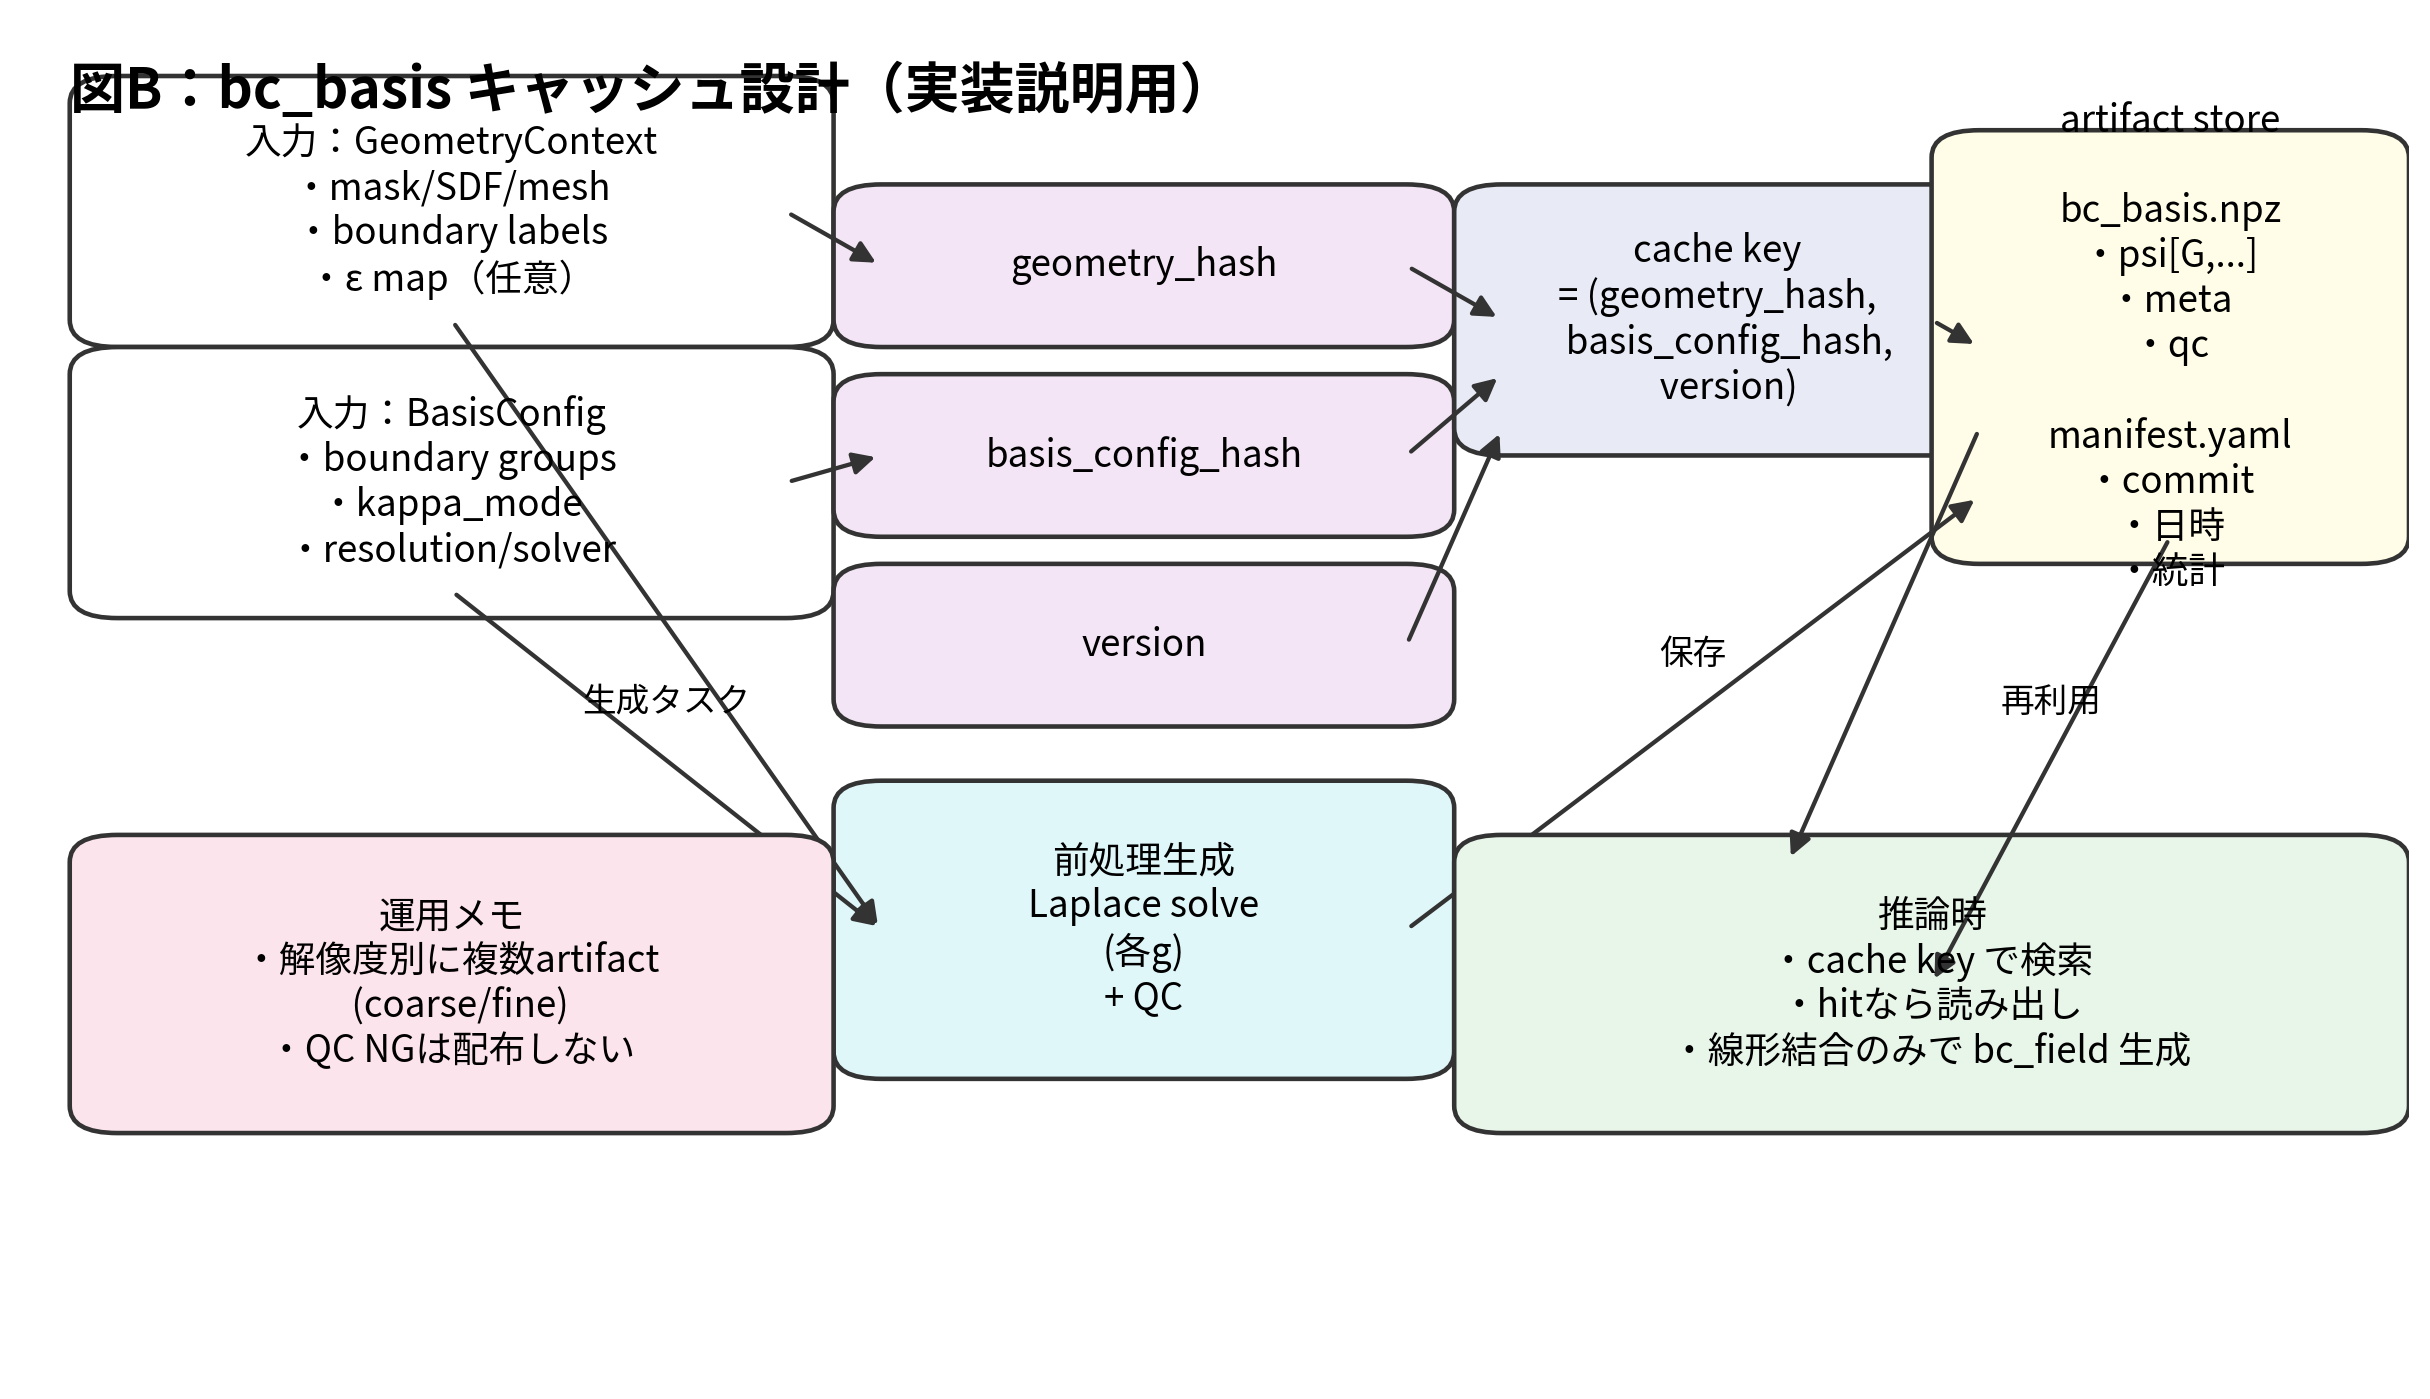 図B：bc_basis キャッシュ設計（実装説明用）
入力：GeometryContext
・mask/SDF/mesh
・boundary labels
・ε map（任意）
入力：BasisConfig
・boundary groups
・kappa_mode
・resolution/solver
geometry_hash
basis_config_hash
version
cache key
= (geometry_hash,
basis_config_hash,
version)
artifact store
bc_basis.npz
・psi[G,...]
・meta
・qc
manifest.yaml
・commit
・日時
・統計
生成タスク
保存
再利用
運用メモ
・解像度別に複数artifact
(coarse/fine)
・QC NGは配布しない
前処理生成
Laplace solve
(各g)
+ QC
推論時
・cache key で検索
・hitなら読み出し
・線形結合のみで bc_field 生成